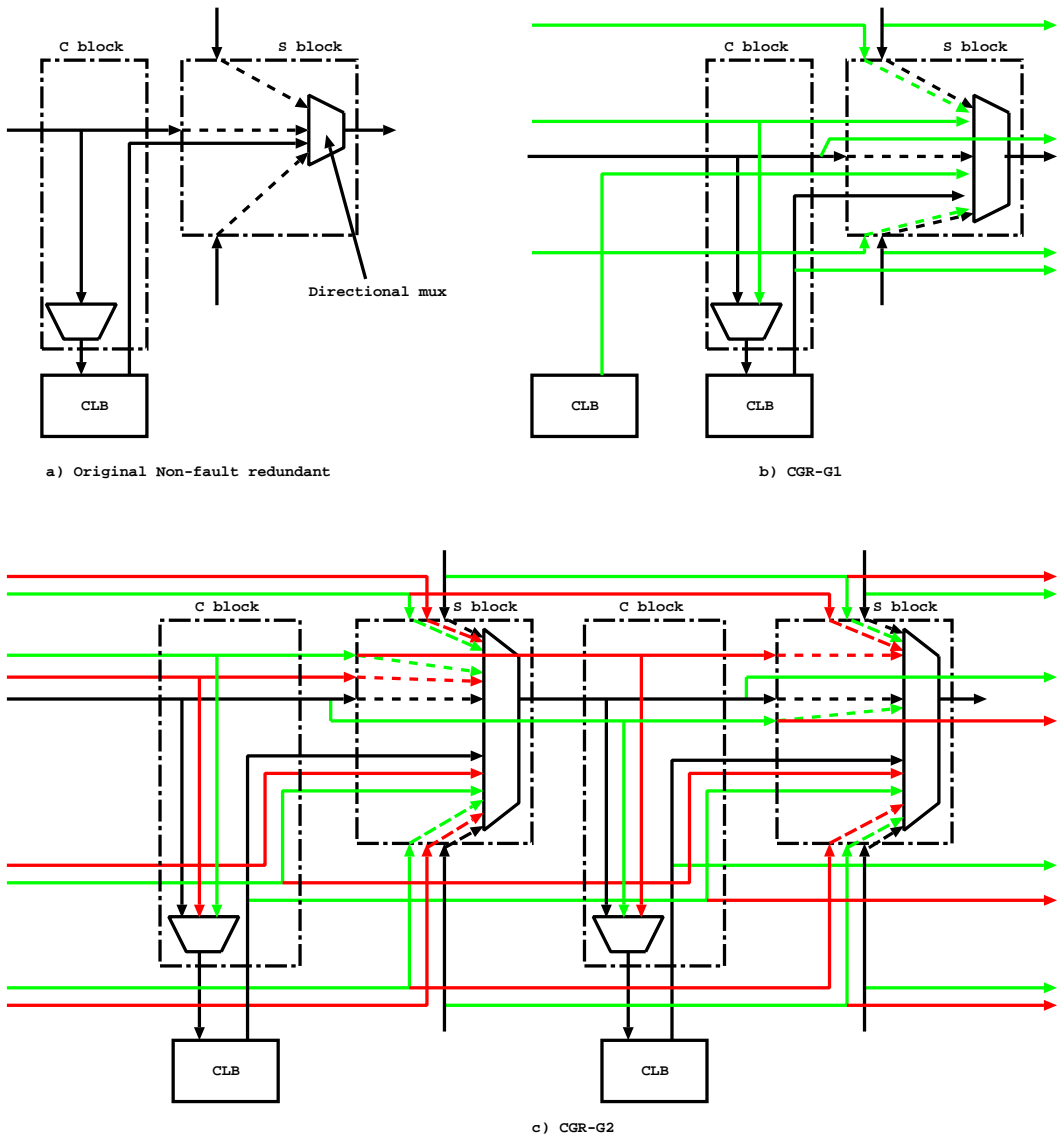 C block
S block
Directional mux
CLB
a) Original Non-fault redundant
C block
S block
CLB
CLB
b) CGR-G1
C block
S block
C block
S block
CLB
CLB
c) CGR-G2